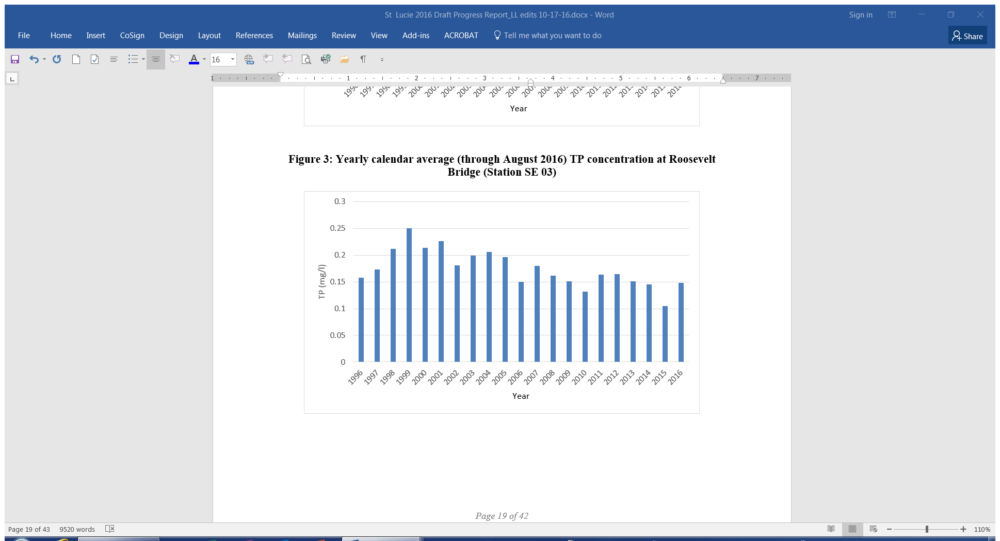 St  Lucie 2016 Draft Progress Report_LL edits 10-17-16.docx - Word
Sign in
File Home Insert CoSign Design Layout References Mailings Review View Add-ins ACROBAT Tell me what you want to do
Share
A 16
1 1 2 3 4 5 6 7
Year
Figure 3: Yearly calendar average (through August 2016) TP concentration at Roosevelt
Bridge (Station SE 03)
0.3
0.25
0.2
0.15
0.1
0.05
0
TP (mg/l)
1996 1997 1998 1999 2000 2001 2002 2003 2004 2005 2006 2007 2008 2009 2010 2011 2012 2013 2014 2015 2016
Year
Page 19 of 42
Page 19 of 43 9520 words
110%